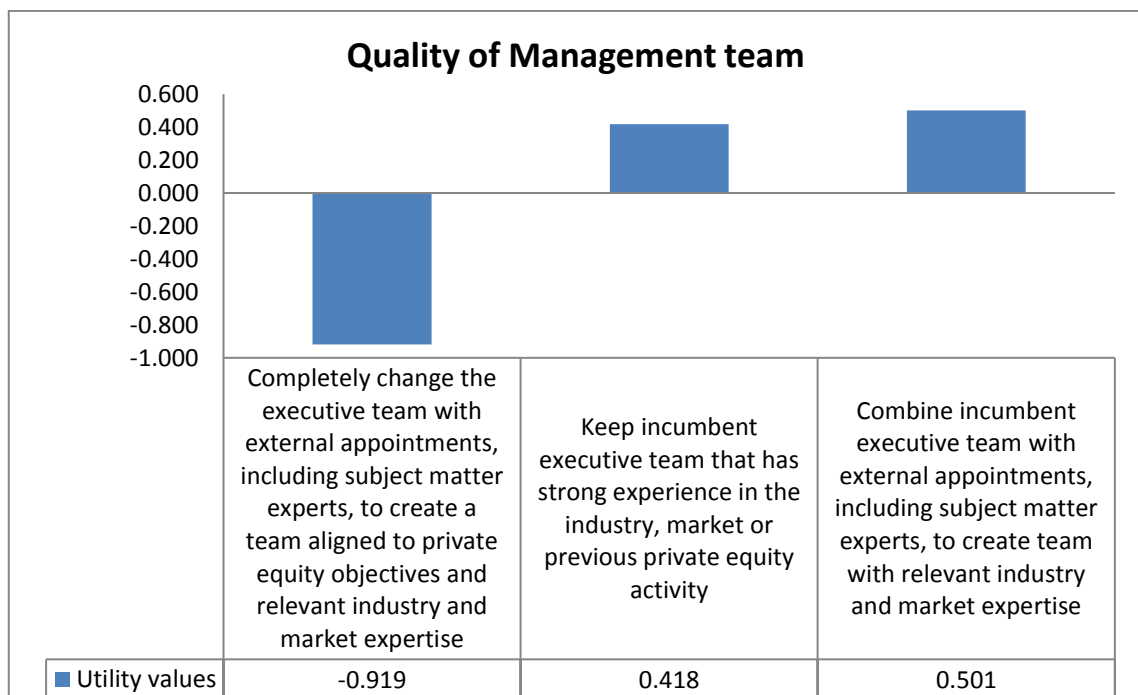 Quality of Management team
0.600
0.400
0.200
0.000
-0.200
-0.400
-0.600
-0.800
-1.000
Completely change the
executive team with
external appointments,
including subject matter
experts, to create a
team aligned to private
equity objectives and
relevant industry and
market expertise
Keep incumbent
executive team that has
strong experience in the
industry, market or
previous private equity
activity
Combine incumbent
executive team with
external appointments,
including subject matter
experts, to create team
with relevant industry
and market expertise
Utility values -0.919 0.418 0.501